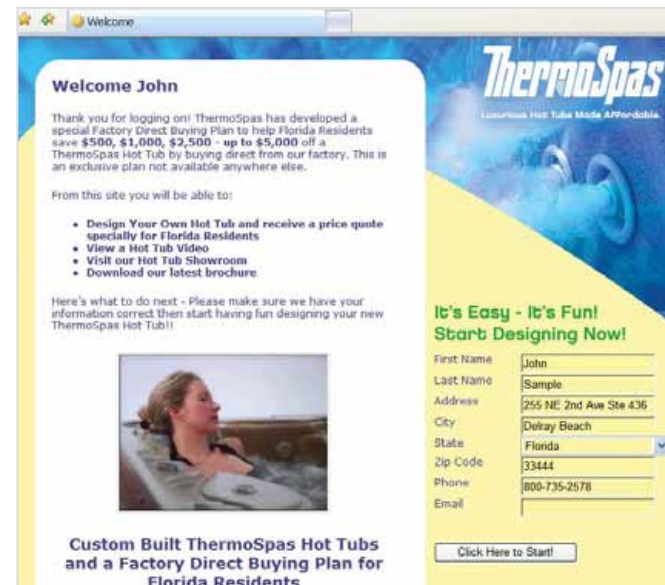 Welcome
ThermoSpas
Luxurious Hot Tubs Made Affordable.
Welcome John
Thank you for logging on! ThermoSpas has developed a
special Factory Direct Buying Plan to help Florida Residents
save $500, $1,000, $2,500 - up to $5,000 off a
ThermoSpas Hot Tub by buying direct from our factory. This is
an exclusive plan not available anywhere else.
From this site you will be able to:
• Design Your Own Hot Tub and receive a price quote
specially for Florida Residents
• View a Hot Tub Video
• Visit our Hot Tub Showroom
• Download our latest brochure
Here's what to do next - Please make sure we have your
information correct then start having fun designing your new
ThermoSpas Hot Tub!!
Custom Built ThermoSpas Hot Tubs
and a Factory Direct Buying Plan for
Florida Residents
It's Easy - It's Fun!
Start Designing Now!
First Name John
Last Name Sample
Address 255 NE 2nd Ave Ste 436
City Delray Beach
State Florida
Zip Code 33444
Phone 800-735-2578
Email
Click Here to Start!